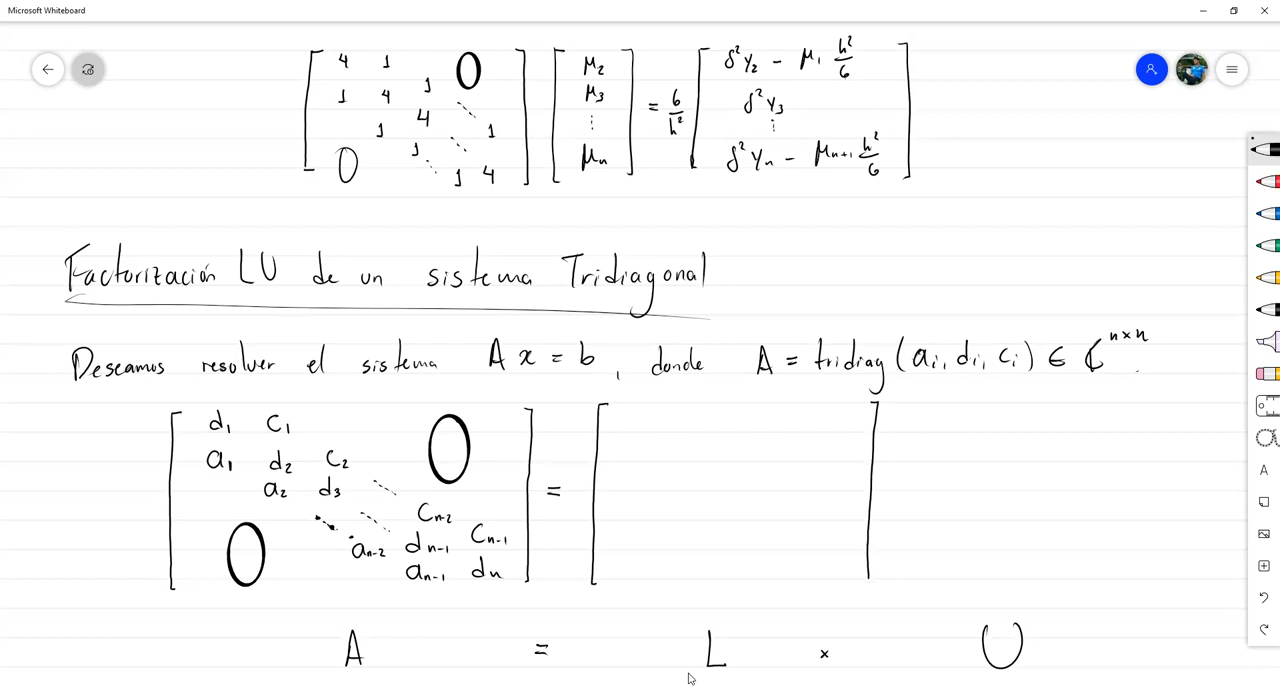 Microsoft Whiteboard
4 1 0 μ₂ δ²y₂ - μ₁ h²/6
1 4 1 μ₃ = 6/h² δ²y₃
1 4 ⋱ 1 ⋮ ⋮
0 1 ⋱ 1 4 μₙ δ²yₙ - μₙ₊₁ h²/6
Factorización LU de un sistema Tridiagonal
Deseamos resolver el sistema A x = b , donde A = tridiag (aᵢ, dᵢ, cᵢ) ∈ ℂⁿˣⁿ
d₁ c₁ 0
a₁ d₂ c₂
a₂ d₃ ⋱ =
⋱ ⋱ cₙ₋₂
0 aₙ₋₂ dₙ₋₁ cₙ₋₁
aₙ₋₁ dₙ
A = L × U
A